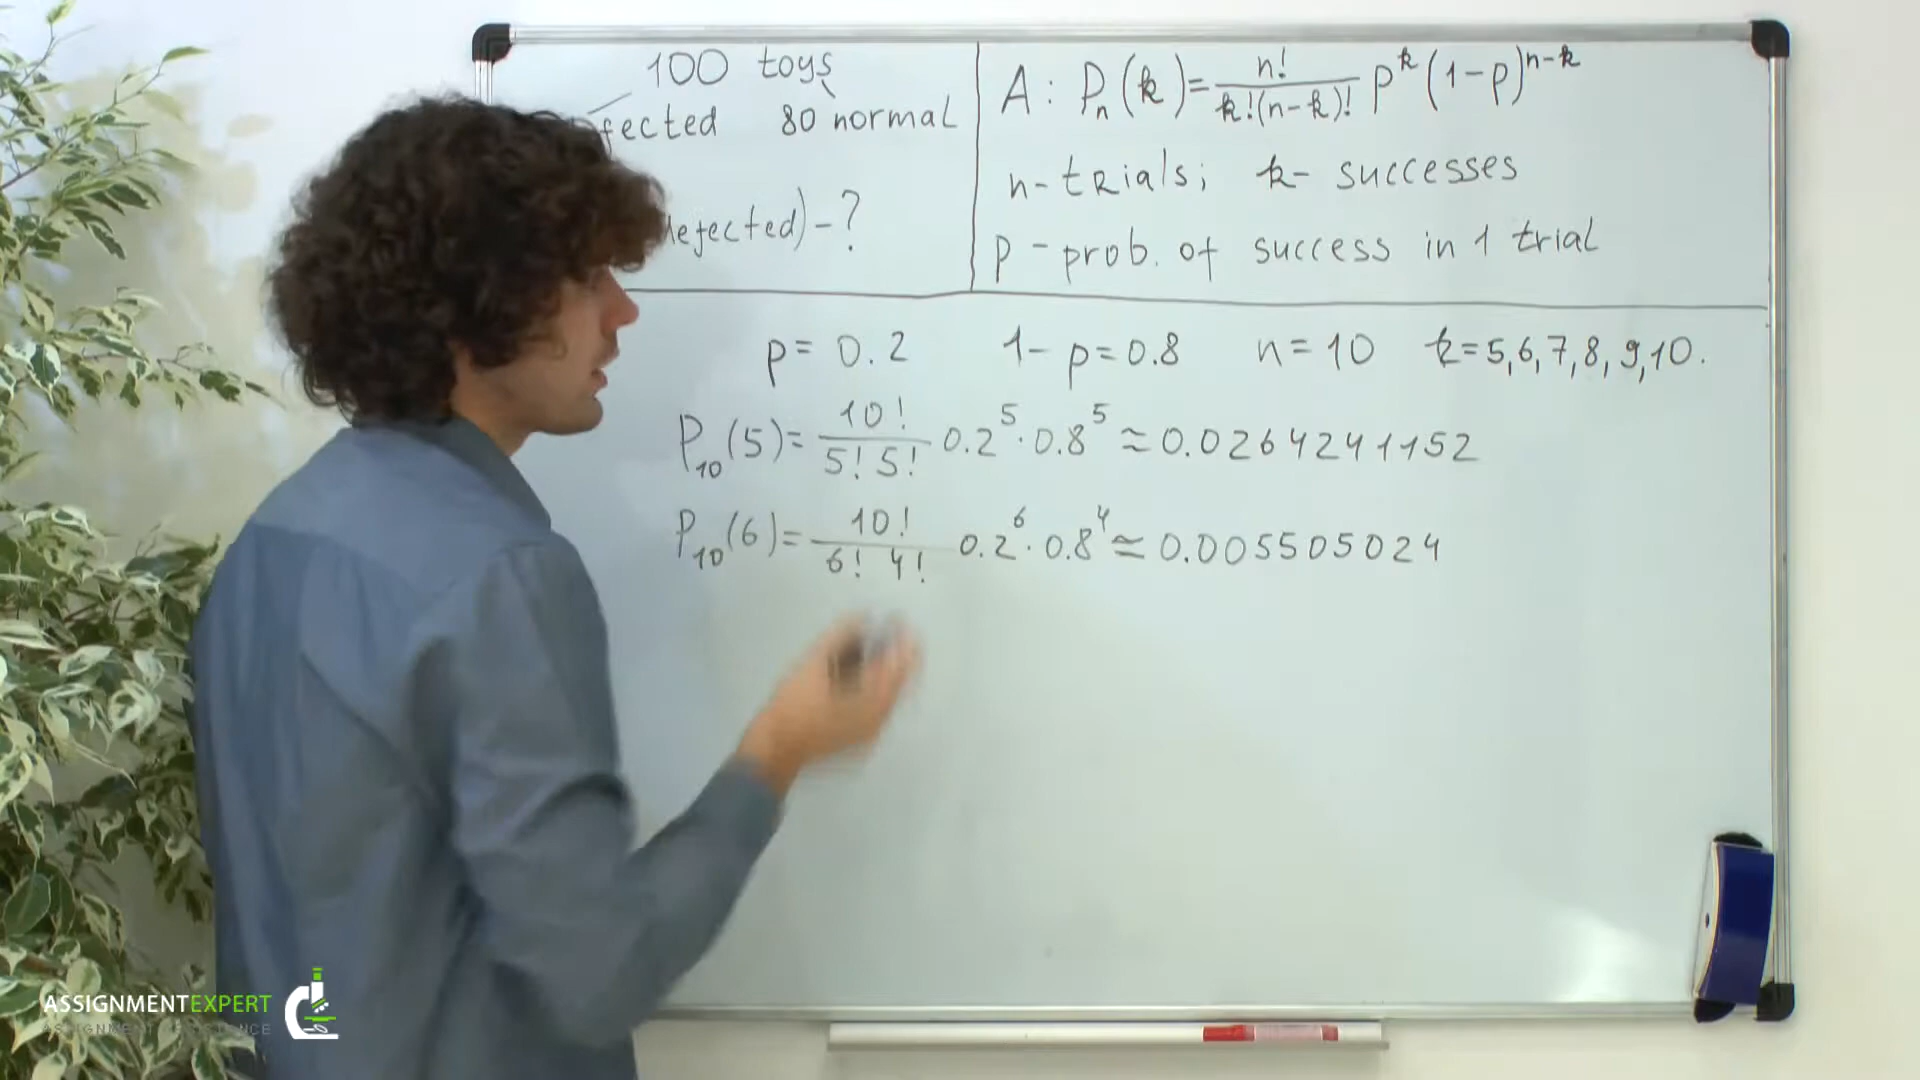 100 toys
fected 80 normal
defected) - ?
A: Pₙ(k) = n!/(k!(n-k)!) p^k (1-p)^(n-k)
n - trials; k - successes
p - prob. of success in 1 trial
p = 0.2 1 - p = 0.8 n = 10 k = 5, 6, 7, 8, 9, 10.
P₁₀(5) = 10!/(5! 5!) 0.2^5 · 0.8^5 ≈ 0.0264241152
P₁₀(6) = 10!/(6! 4!) 0.2^6 · 0.8^4 ≈ 0.005505024
ASSIGNMENTEXPERT